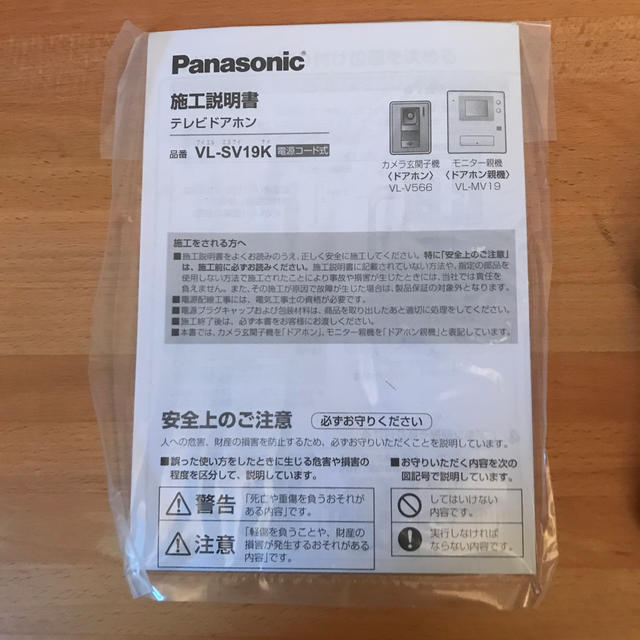 Panasonic
施工説明書
テレビドアホン
品番 VL-SV19K 電源コード式
カメラ玄関子機
〈ドアホン〉
VL-V566
モニター親機
〈ドアホン親機〉
VL-MV19
施工をされる方へ
■施工説明書をよくお読みのうえ、正しく安全に施工してください。特に「安全上のご注意」
は、施工前に必ずお読みください。施工説明書に記載されていない方法や、指定の部品を
使用しない方法で施工されたことにより事故や損害が生じたときには、当社では責任を
負えません。また、その施工が原因で故障が生じた場合は、製品保証の対象外となります。
■電源配線工事には、電気工事士の資格が必要です。
■電源プラグキャップおよび包装材料は、商品を取り出したあと適切に処理をしてください。
■施工終了後は、必ず本書をお客様にお渡しください。
■本書では、カメラ玄関子機を「ドアホン」、モニター親機を「ドアホン親機」と表記しています。
安全上のご注意 必ずお守りください
人への危害、財産の損害を防止するため、必ずお守りいただくことを説明しています。
■誤った使い方をしたときに生じる危害や損害の
程度を区分して、説明しています。
警告 「死亡や重傷を負うおそれが
ある内容」です。
注意 「軽傷を負うことや、財産の
損害が発生するおそれがある
内容」です。
■お守りいただく内容を次の
図記号で説明しています。
してはいけない
内容です。
実行しなければ
ならない内容です。